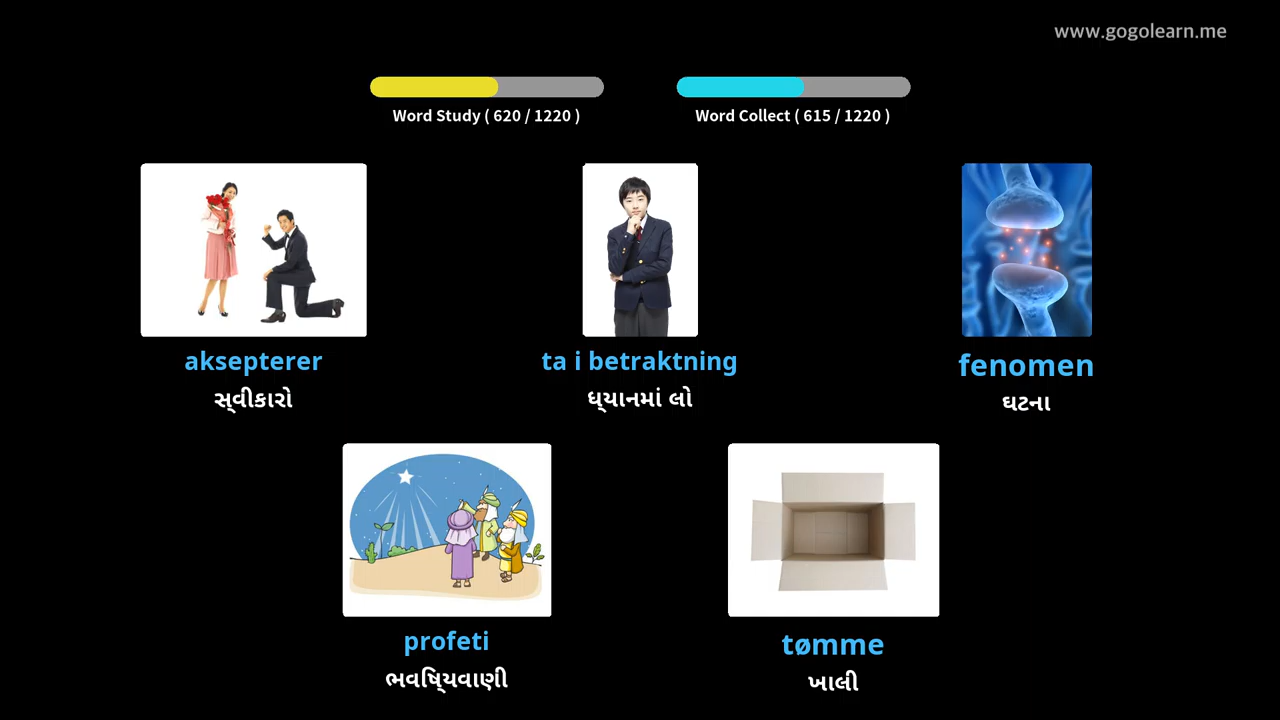 www.gogolearn.me
Word Study ( 620 / 1220 )
Word Collect ( 615 / 1220 )
aksepterer
સ્વીકારો
ta i betraktning
ધ્યાનમાં લો
fenomen
ઘટના
profeti
ભવિષ્યવાણી
tømme
ખાલી